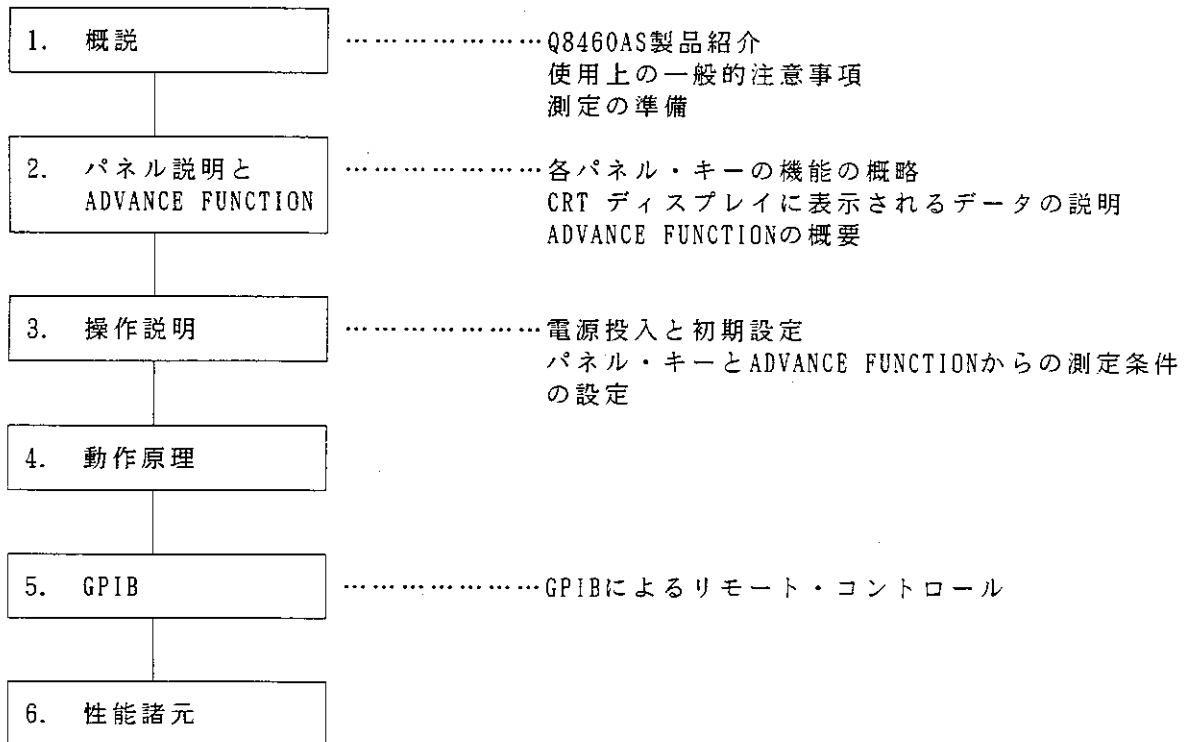 1. 概説 ………………… Q8460AS製品紹介
使用上の一般的注意事項
測定の準備
2. パネル説明と ………………… 各パネル・キーの機能の概略
ADVANCE FUNCTION CRT ディスプレイに表示されるデータの説明
ADVANCE FUNCTIONの概要
3. 操作説明 ………………… 電源投入と初期設定
パネル・キーとADVANCE FUNCTIONからの測定条件
の設定
4. 動作原理
5. GPIB ………………… GPIBによるリモート・コントロール
6. 性能諸元